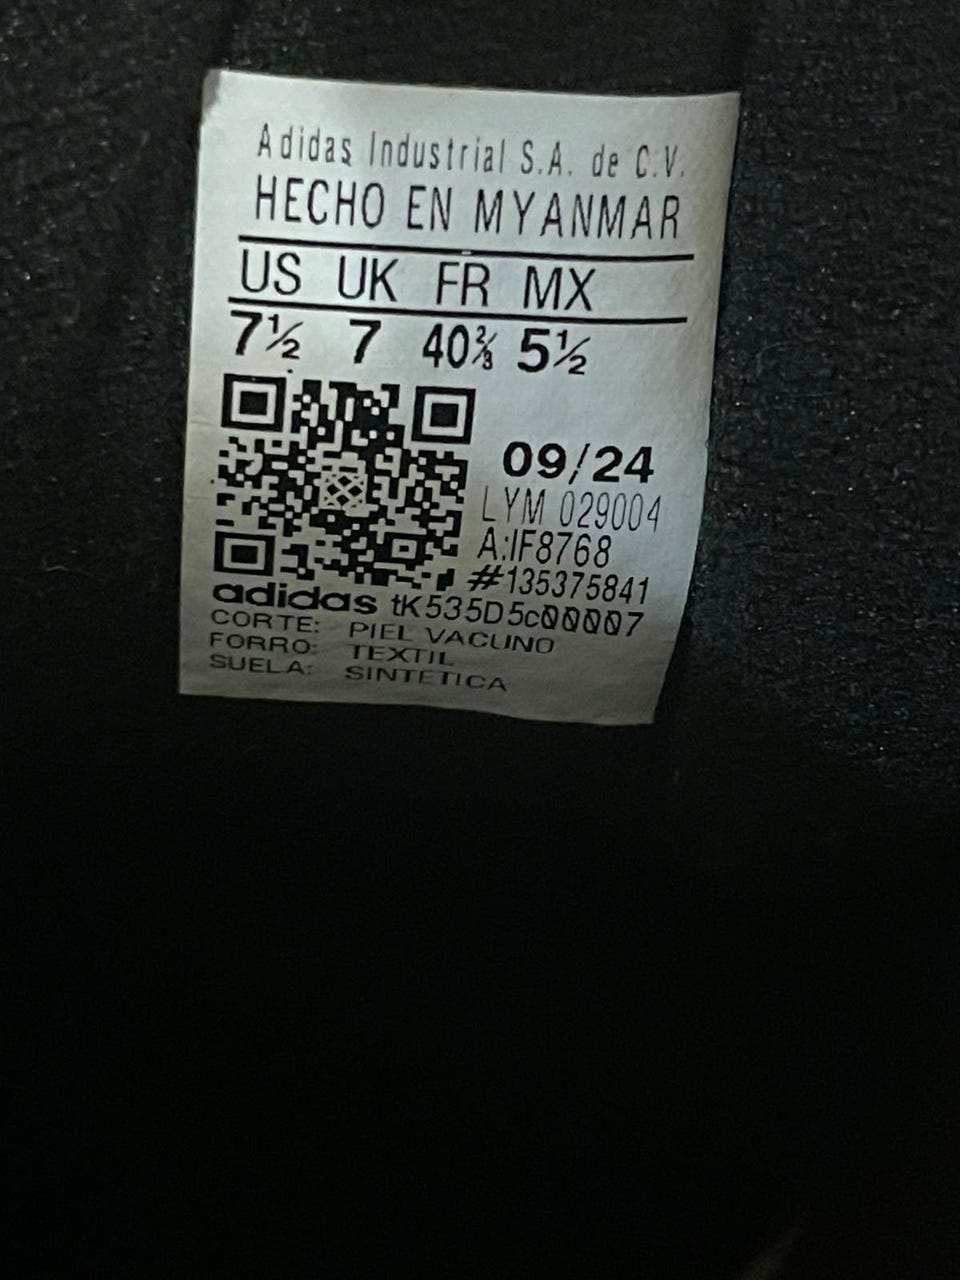 Adidas Industrial S.A. de C.V.
HECHO EN MYANMAR
US UK FR MX
7½ 7 40⅔ 5½
09/24
LYM 029004
A:IF8768
#135375841
adidas tK535D5c00007
CORTE: PIEL VACUNO
FORRO: TEXTIL
SUELA: SINTETICA